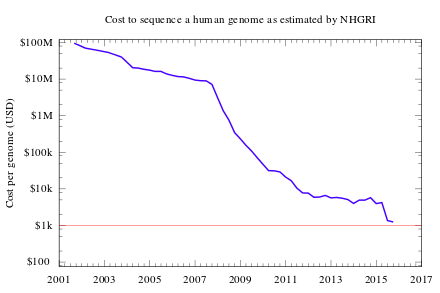 Cost to sequence a human genome as estimated by NHGRI
Cost per genome (USD)
$100M
$10M
$1M
$100k
$10k
$1k
$100
2001 2003 2005 2007 2009 2011 2013 2015 2017